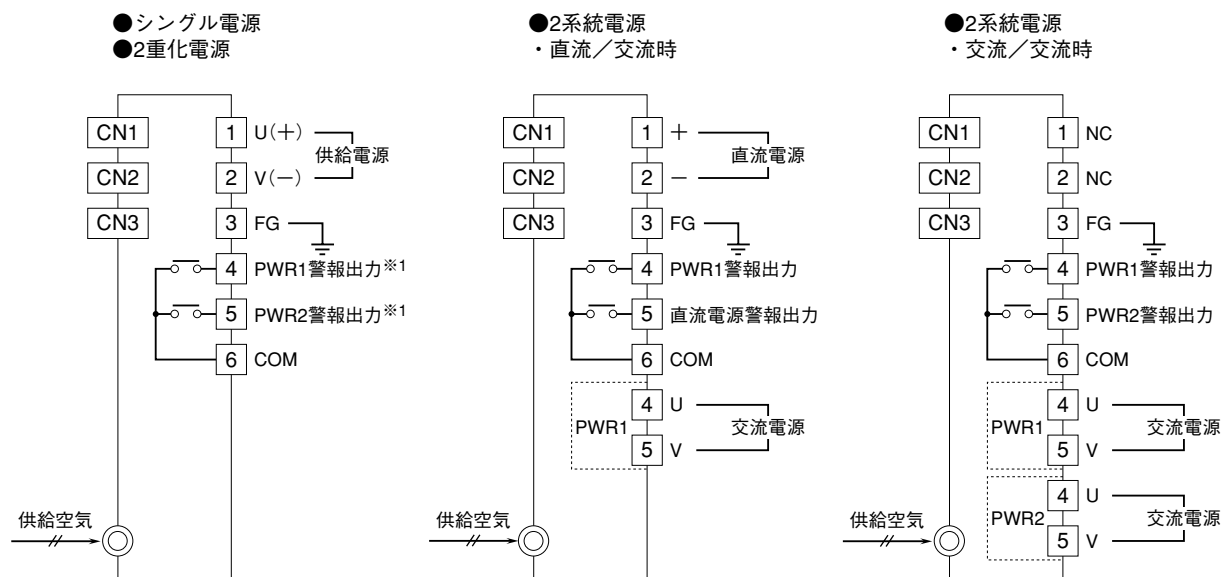 ●シングル電源
●2重化電源
CN1
CN2
CN3
1 U(+)
供給電源
2 V(−)
3 FG
4 PWR1警報出力※1
5 PWR2警報出力※1
6 COM
供給空気
●2系統電源
・直流／交流時
CN1
CN2
CN3
1 +
直流電源
2 −
3 FG
4 PWR1警報出力
5 直流電源警報出力
6 COM
PWR1
4 U
交流電源
5 V
供給空気
●2系統電源
・交流／交流時
CN1
CN2
CN3
1 NC
2 NC
3 FG
4 PWR1警報出力
5 PWR2警報出力
6 COM
PWR1
4 U
交流電源
5 V
PWR2
4 U
交流電源
5 V
供給空気